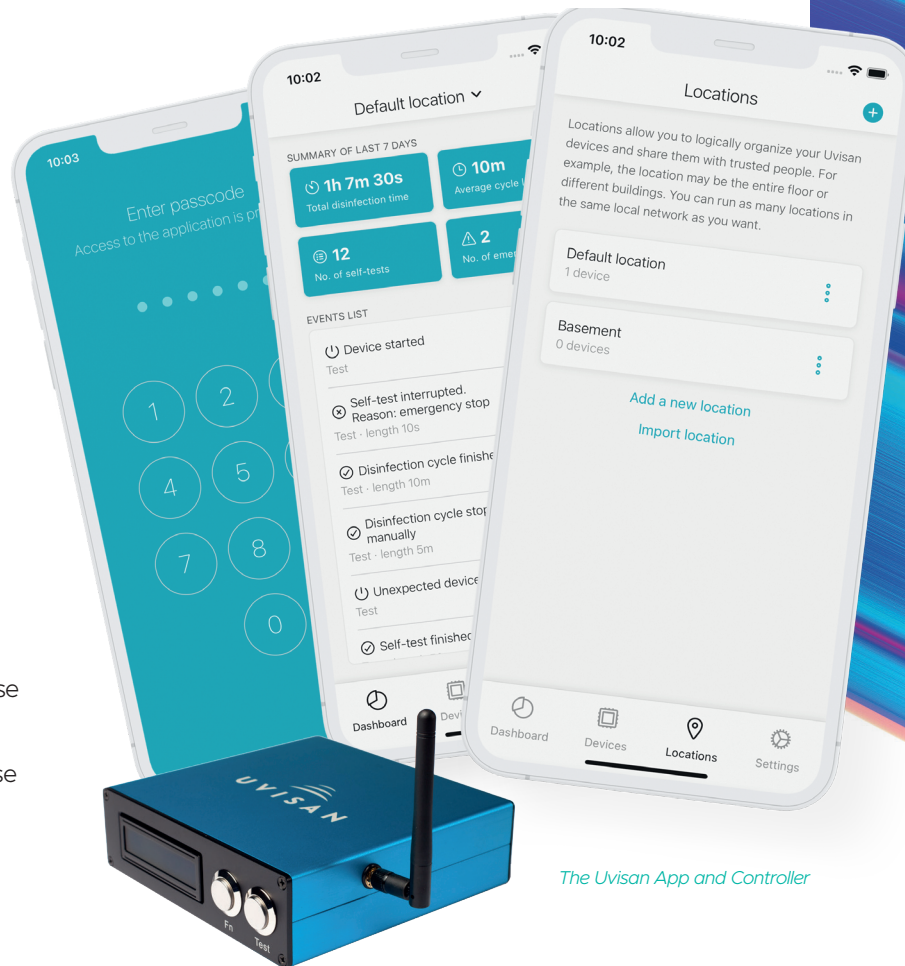 10:03
Enter passcode
Access to the application is
1
2
4
5
7
8
0
10:02
Default location
SUMMARY OF LAST 7 DAYS
1h 7m 30s
Total disinfection time
10m
Average cycle
12
No. of self-tests
2
No. of
EVENTS LIST
Device started
Test
Self-test interrupted.
Reason: emergency stop
Test · length 10s
Disinfection cycle
Test · length 10m
Disinfection cycle
manually
Test · length 5m
Unexpected device
Test
Self-test finished
Dashboard
10:02
Locations
Locations allow you to logically organize your Uvisan
devices and share them with trusted people. For
example, the location may be the entire floor or
different buildings. You can run as many locations in
the same local network as you want.
Default location
1 device
Basement
0 devices
Add a new location
Import location
Dashboard
Devices
Locations
Settings
UVISAN
Fn
Test
The Uvisan App and Controller